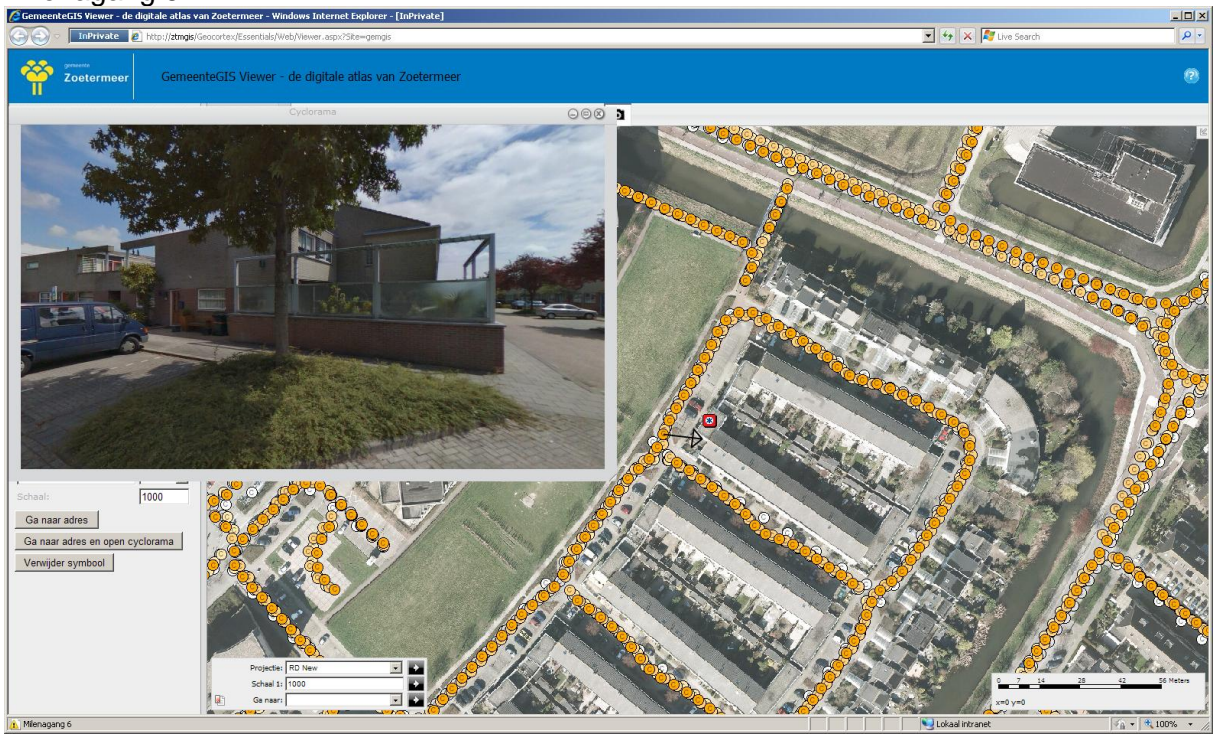 GemeenteGIS Viewer - de digitale atlas van Zoetermeer - Windows Internet Explorer - [InPrivate]
InPrivate http://ztmgis/Geocortex/Essentials/Web/Viewer.aspx?Site=gemgis Live Search
gemeente
Zoetermeer
GemeenteGIS Viewer - de digitale atlas van Zoetermeer
Cyclorama
Schaal: 1000
Ga naar adres
Ga naar adres en open cyclorama
Verwijder symbool
Projectie: RD New
Schaal 1: 1000
Ga naar:
0 7 14 28 42 56 Meters
x=0 y=0
Milenagang 6 Lokaal intranet 100%